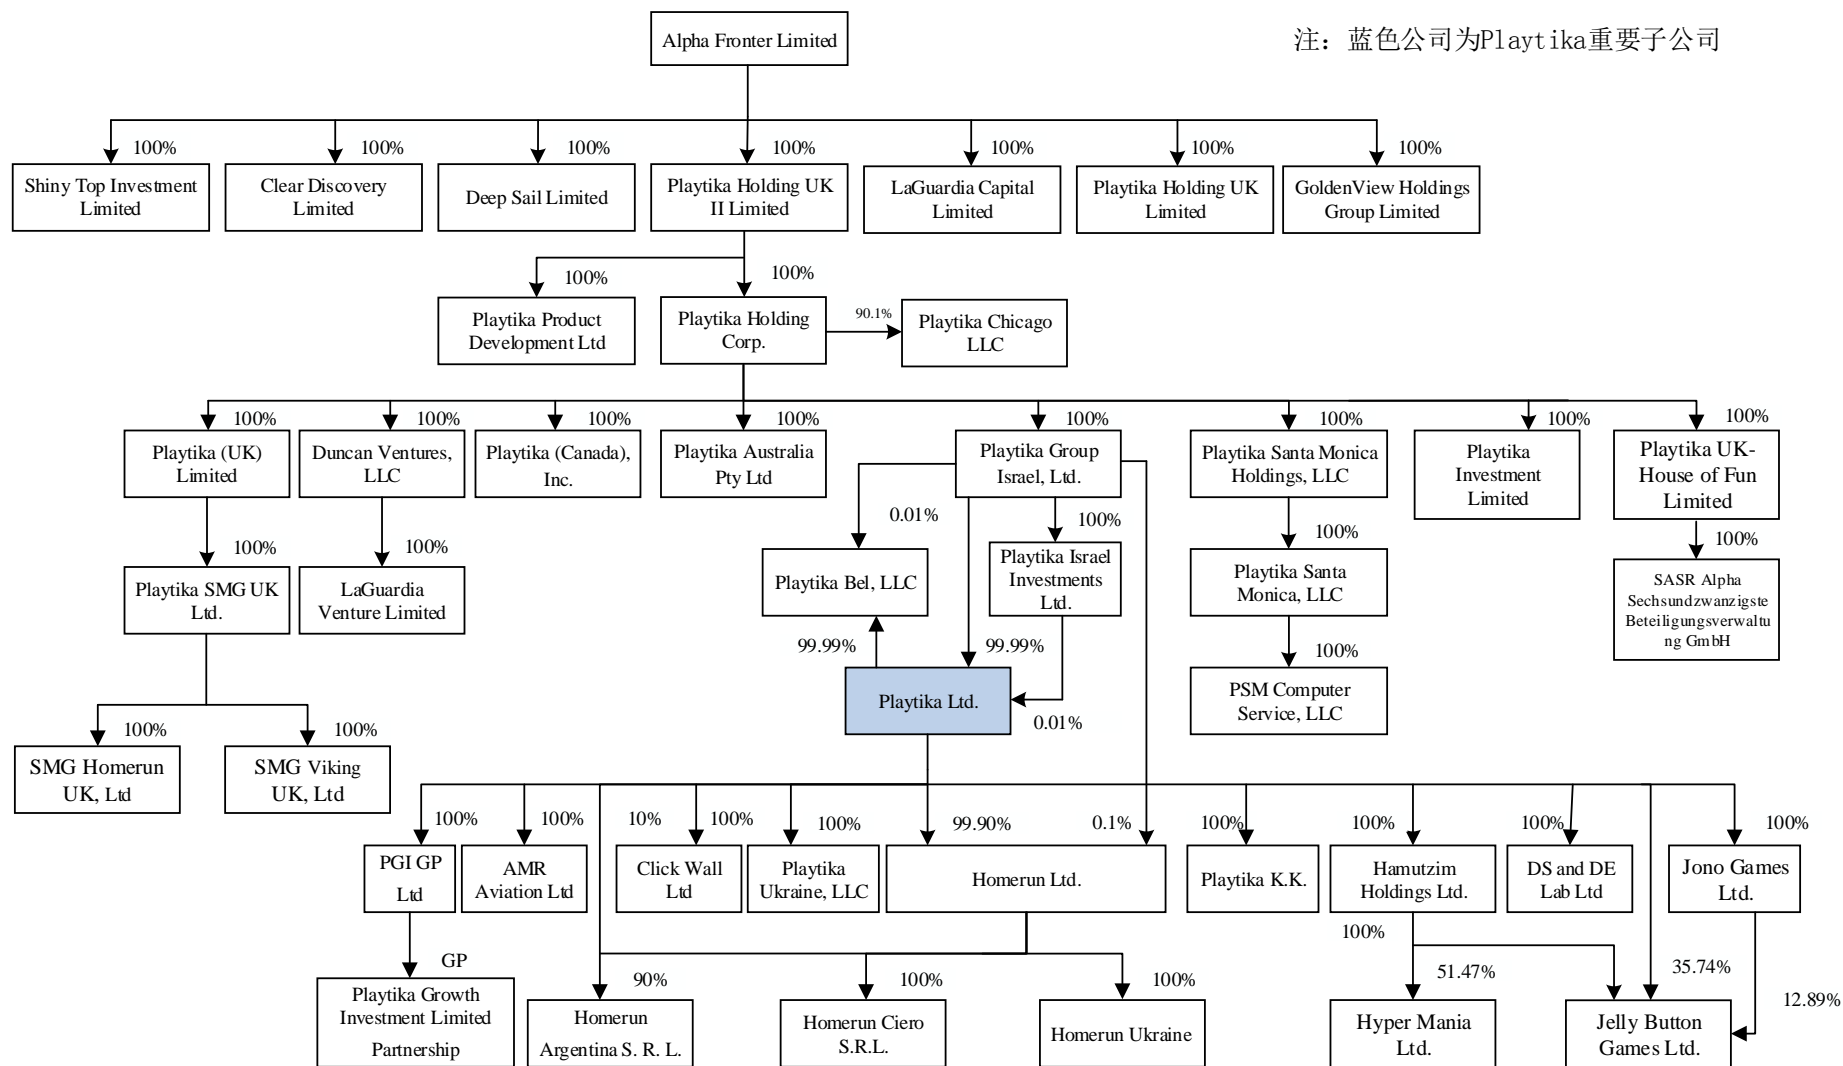 Alpha Fronter Limited
注：蓝色公司为Playtika重要子公司
100%
100%
100%
100%
100%
100%
100%
Shiny Top Investment
Limited
Clear Discovery
Limited
Deep Sail Limited
Playtika Holding UK
II Limited
LaGuardia Capital
Limited
Playtika Holding UK
Limited
GoldenView Holdings
Group Limited
100%
100%
Playtika Product
Development Ltd
Playtika Holding
Corp.
90.1%
Playtika Chicago
LLC
100%
100%
100%
100%
100%
100%
100%
100%
Playtika (UK)
Limited
Duncan Ventures,
LLC
Playtika (Canada),
Inc.
Playtika Australia
Pty Ltd
Playtika Group
Israel, Ltd.
Playtika Santa Monica
Holdings, LLC
Playtika
Investment
Limited
Playtika UK-
House of Fun
Limited
100%
100%
0.01%
100%
100%
100%
Playtika SMG UK
Ltd.
LaGuardia
Venture Limited
Playtika Bel, LLC
Playtika Israel
Investments
Ltd.
Playtika Santa
Monica, LLC
SASR Alpha
Sechsundzwanzigste
Beteiligungsverwaltu
ng GmbH
99.99%
99.99%
100%
Playtika Ltd.
0.01%
PSM Computer
Service, LLC
100%
100%
SMG Homerun
UK, Ltd
SMG Viking
UK, Ltd
100%
100%
10%
100%
100%
99.90%
0.1%
100%
100%
100%
100%
PGI GP
Ltd
AMR
Aviation Ltd
Click Wall
Ltd
Playtika
Ukraine, LLC
Homerun Ltd.
Playtika K.K.
Hamutzim
Holdings Ltd.
DS and DE
Lab Ltd
Jono Games
Ltd.
GP
90%
100%
100%
100%
51.47%
35.74%
12.89%
Playtika Growth
Investment Limited
Partnership
Homerun
Argentina S. R. L.
Homerun Ciero
S.R.L.
Homerun Ukraine
Hyper Mania
Ltd.
Jelly Button
Games Ltd.